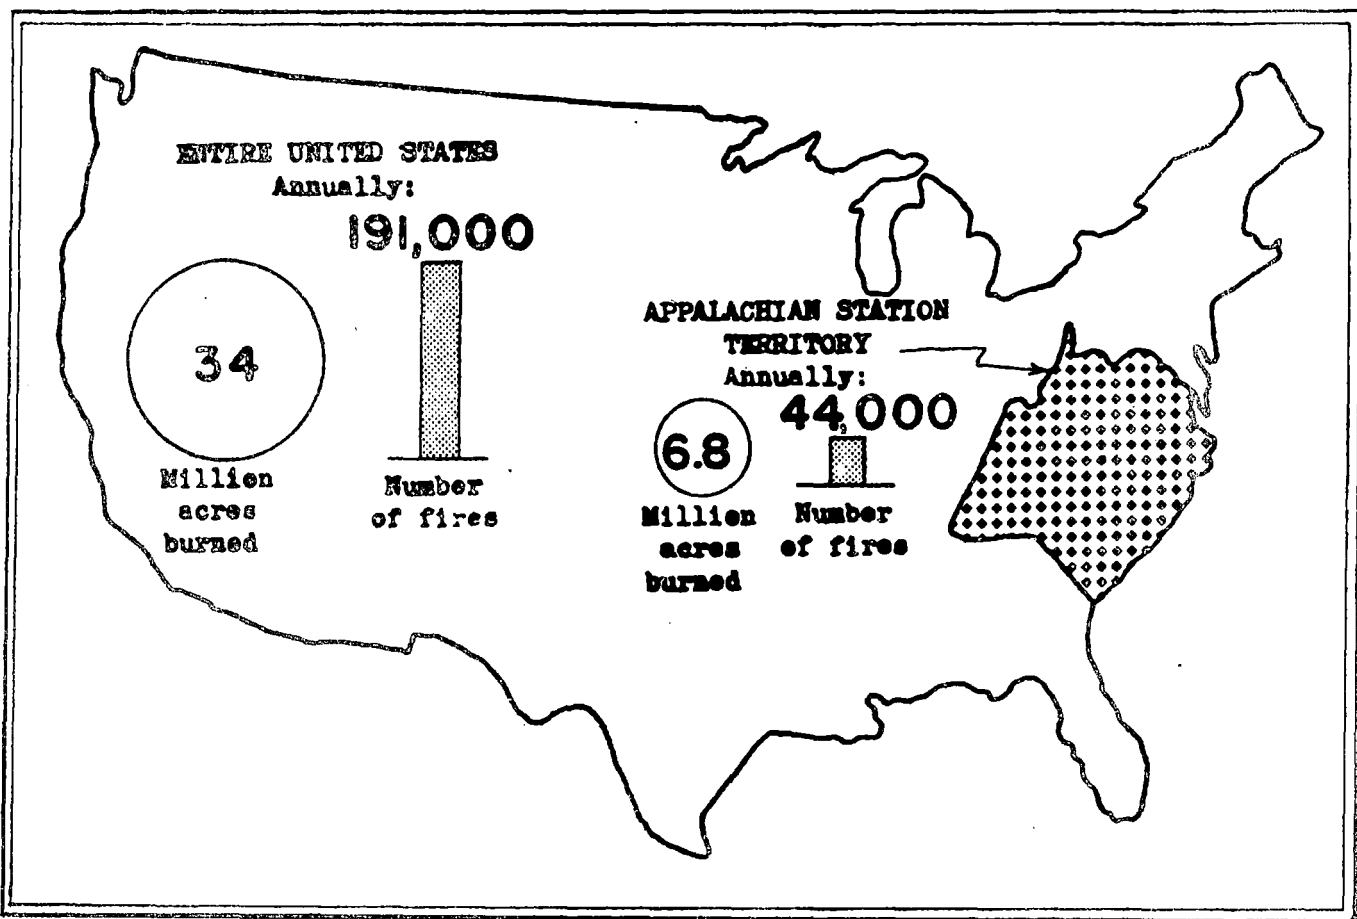 ENTIRE UNITED STATES
Annually:
191,000
34
Million
acres
burned
Number
of fires
APPALACHIAN STATION
TERRITORY
Annually:
44,000
6.8
Million
acres
burned
Number
of fires